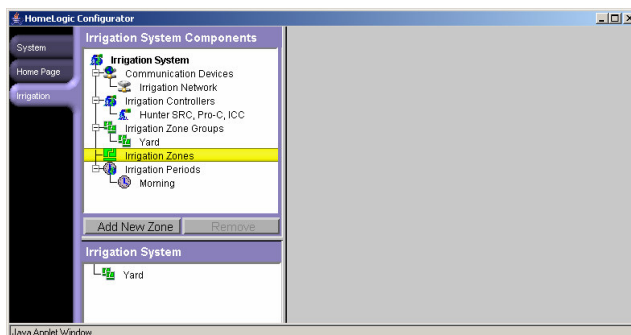 HomeLogic Configurator
System
Home Page
Irrigation
Irrigation System Components
Irrigation System
Communication Devices
Irrigation Network
Irrigation Controllers
Hunter SRC, Pro-C, ICC
Irrigation Zone Groups
Yard
Irrigation Zones
Irrigation Periods
Morning
Add New Zone
Remove
Irrigation System
Yard
Java Applet Window